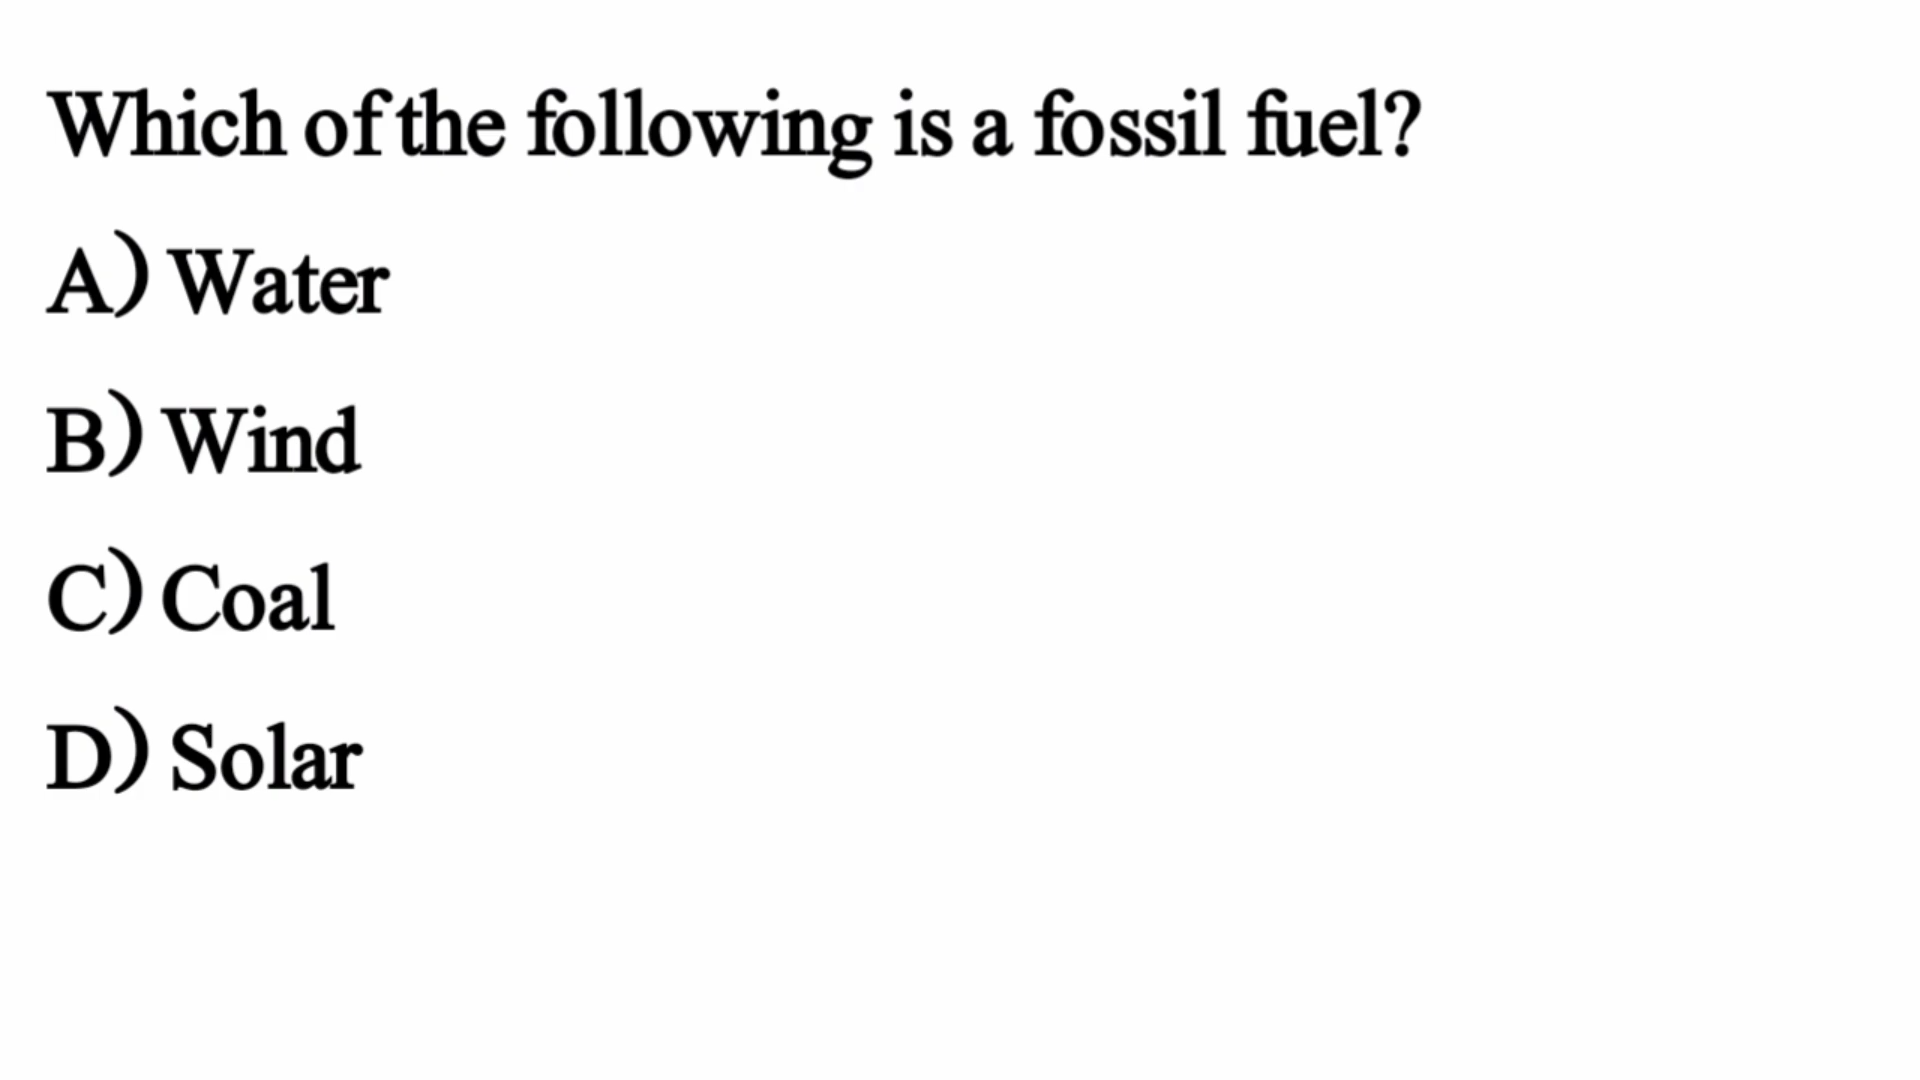 Which of the following is a fossil fuel?
A) Water
B) Wind
C) Coal
D) Solar